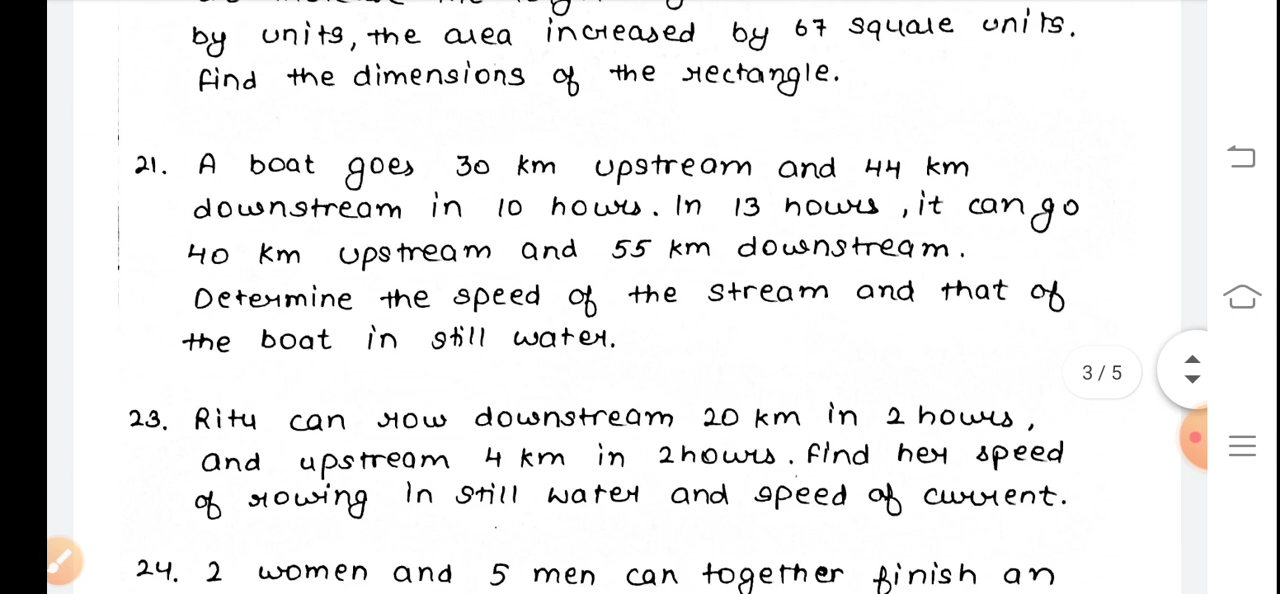 by units, the area increased by 67 square units.
find the dimensions of the rectangle.
21. A boat goes 30 km upstream and 44 km
downstream in 10 hours. In 13 hours, it can go
40 km upstream and 55 km downstream.
Determine the speed of the stream and that of
the boat in still water.
3/5
23. Ritu can row downstream 20 km in 2 hours,
and upstream 4 km in 2 hours. find her speed
of rowing in still water and speed of current.
24. 2 women and 5 men can together finish an